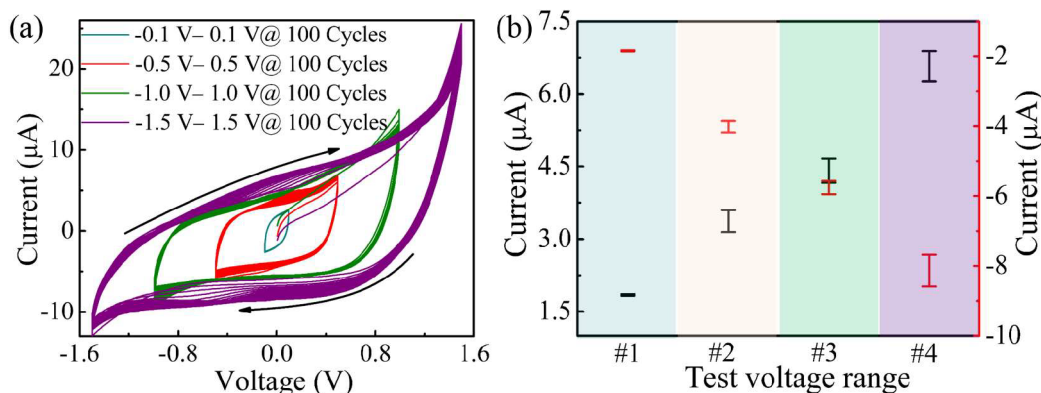 (a)
-0.1 V– 0.1 V@ 100 Cycles
-0.5 V– 0.5 V@ 100 Cycles
-1.0 V– 1.0 V@ 100 Cycles
-1.5 V– 1.5 V@ 100 Cycles
Current (μA)
20
10
0
-10
-1.6 -0.8 0.0 0.8 1.6
Voltage (V)
(b)
Current (μA)
7.5
6.0
4.5
3.0
1.5
-2
-4
-6
-8
-10
Current (μA)
#1 #2 #3 #4
Test voltage range